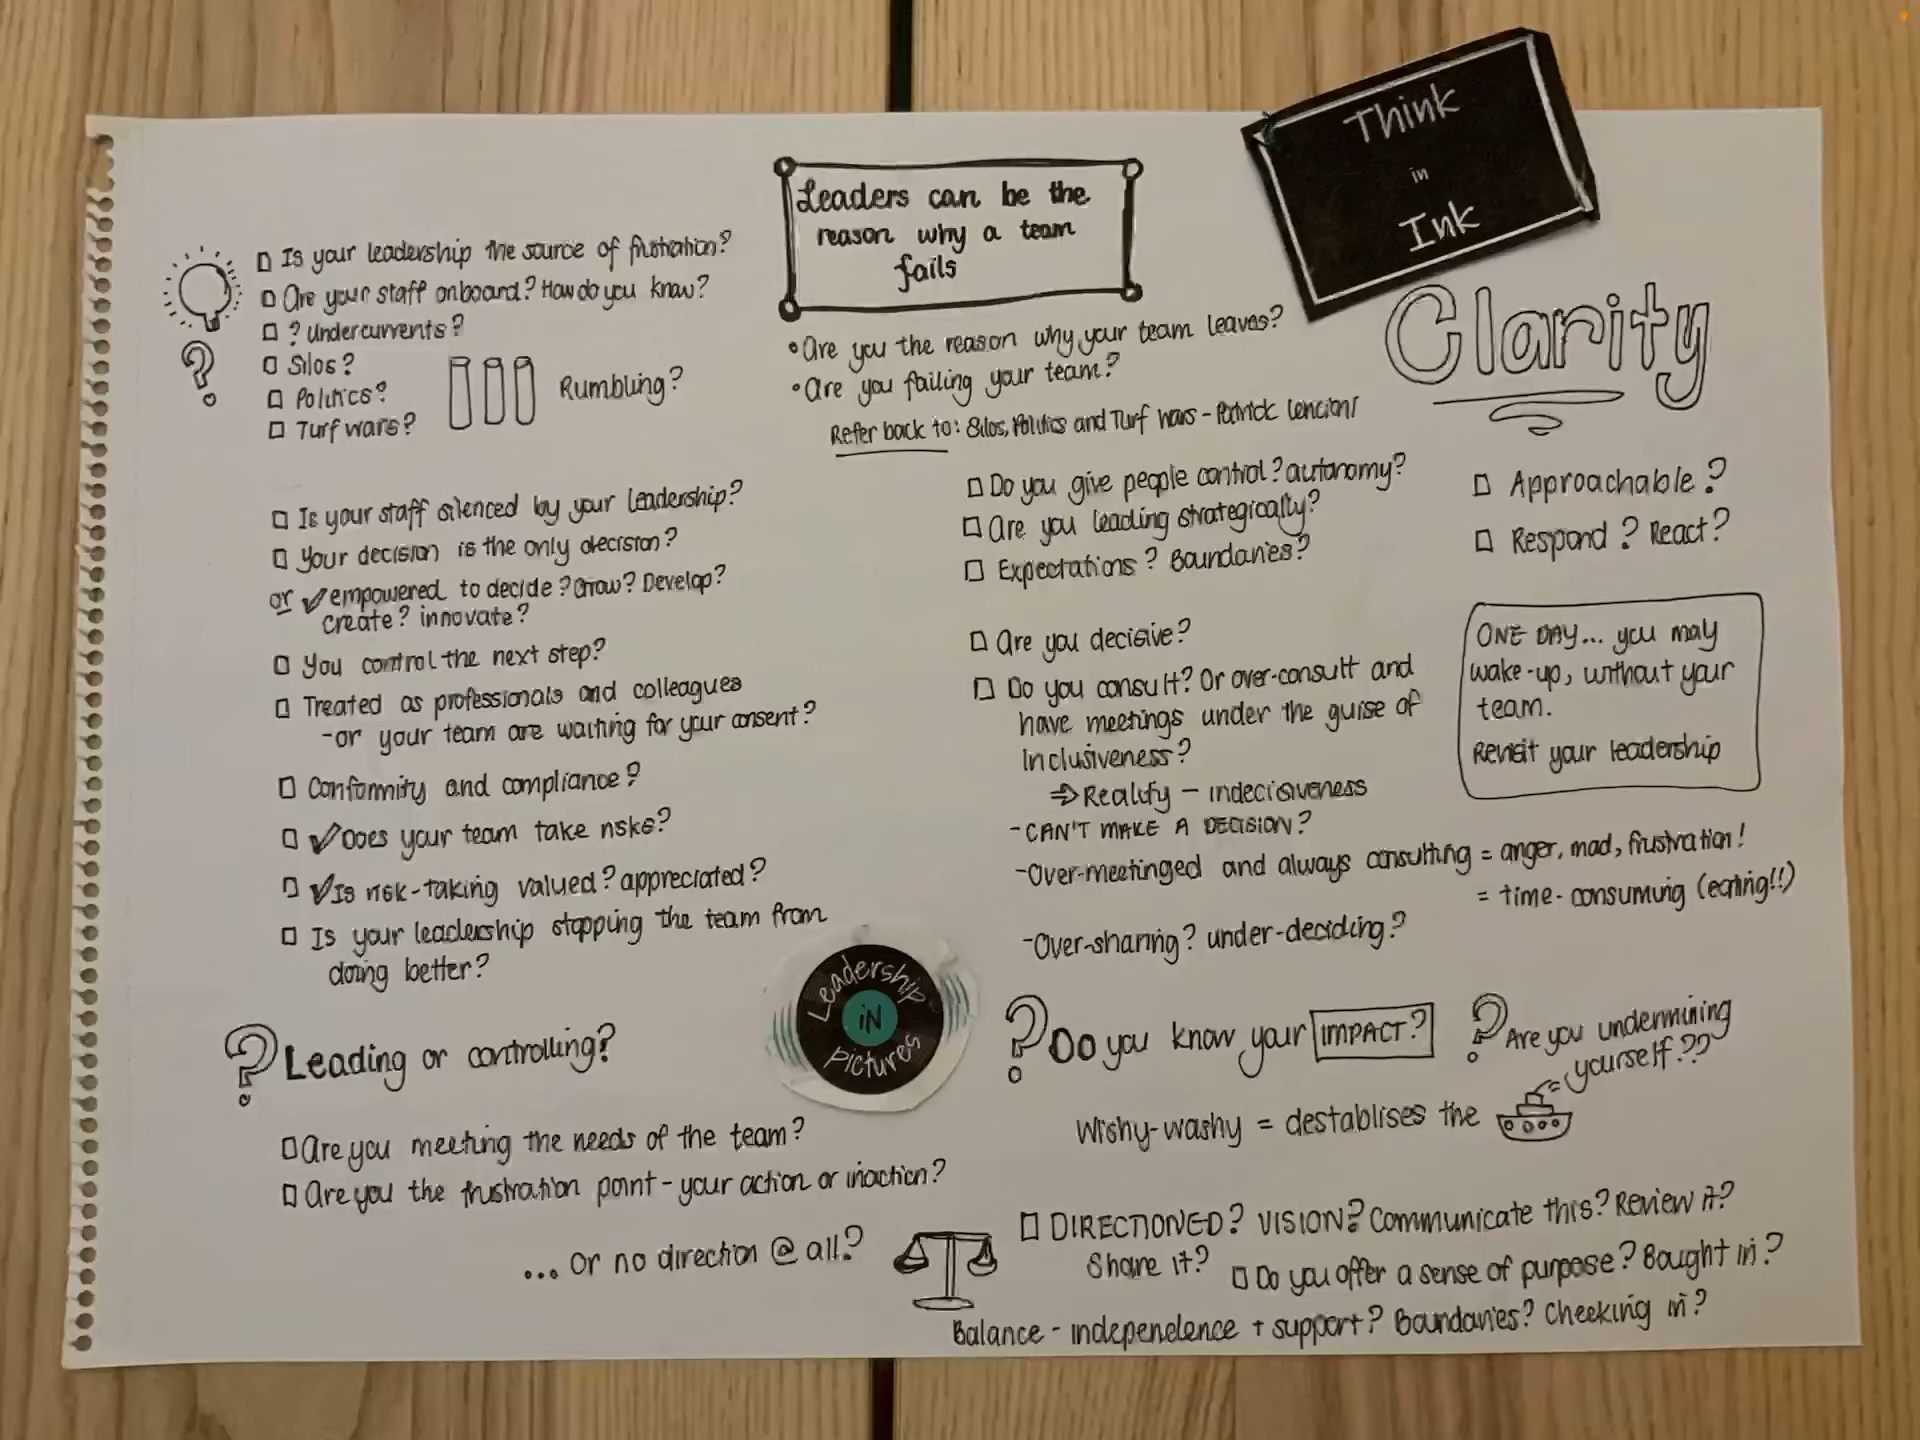 Think
in
Ink
Leaders can be the
reason why a team
fails
□ Is your leadership the source of frustration?
□ Are your staff onboard? How do you know?
□ ? Undercurrents?
□ Silos?
□ Politics?
□ Turf wars?
Rumbling?
?
• Are you the reason why your team leaves?
• Are you failing your team?
Refer back to: Silos, Politics and Turf Wars - Patrick Lencioni
Clarity
□ Is your staff silenced by your Leadership?
□ Your decision is the only decision?
or ✓ empowered to decide? Grow? Develop?
create? innovate?
□ You control the next step?
□ Treated as professionals and colleagues
- or your team are waiting for your consent?
□ Conformity and compliance?
□ ✓ Does your team take risks?
□ ✓ Is risk-taking valued? appreciated?
□ Is your leadership stopping the team from
doing better?
□ Do you give people control? autonomy?
□ Are you leading strategically?
□ Expectations? Boundaries?
□ Are you decisive?
□ Do you consult? Or over-consult and
have meetings under the guise of
Inclusiveness?
⇒ Reality - indecisiveness
- CAN'T MAKE A DECISION?
- Over-meetinged and always consulting = anger, mad, frustration!
= time-consuming (eating!!)
- Over-sharing? under-deciding?
□ Approachable?
□ Respond? React?
ONE DAY... you may
wake-up, without your
team.
Revisit your leadership
Leadership
iN
pictures
? Leading or controlling?
□ Are you meeting the needs of the team?
□ Are you the frustration point - your action or inaction?
... Or no direction @ all?
? Do you know your IMPACT?
? Are you undermining
yourself??
Wishy-washy = destablises the
□ DIRECTIONED? VISION? Communicate this? Review it?
Share it? □ Do you offer a sense of purpose? Bought in?
Balance - independence + support? Boundaries? Checking in?